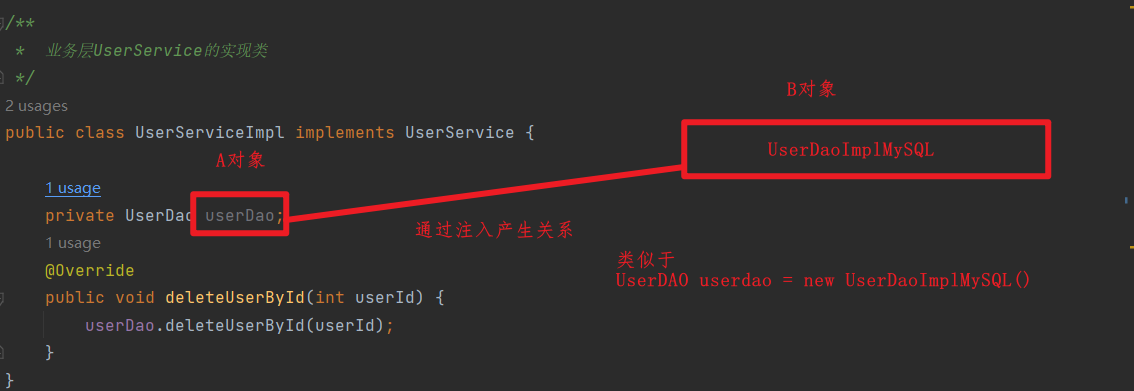 /**
 * 业务层UserService的实现类
 */
2 usages
public class UserServiceImpl implements UserService {
B对象
UserDaoImplMySQL
A对象
1 usage
private UserDao userDao;
1 usage
通过注入产生关系
@Override
类似于
UserDAO userdao = new UserDaoImplMySQL()
public void deleteUserById(int userId) {
userDao.deleteUserById(userId);
}
}